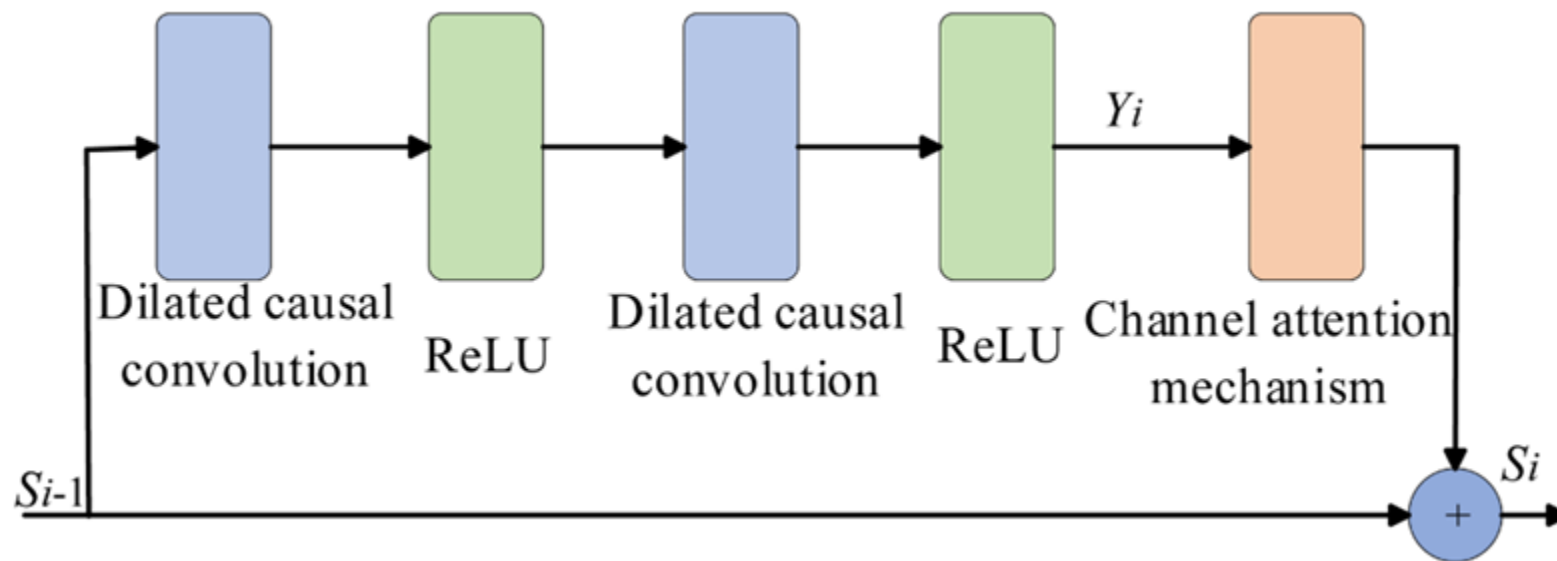 Yi
Dilated causal
convolution
ReLU
Dilated causal
convolution
ReLU
Channel attention
mechanism
Si-1
Si
+